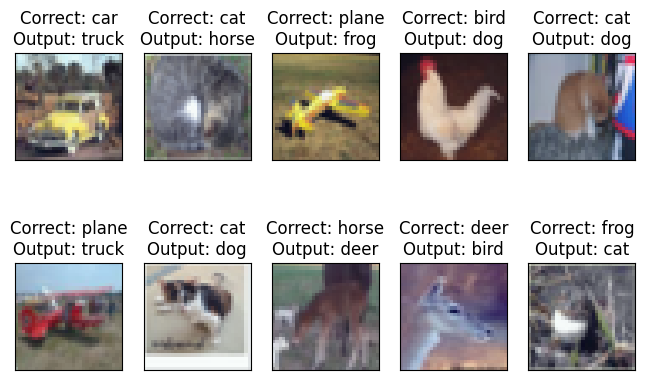 Correct: car
Output: truck
Correct: cat
Output: horse
Correct: plane
Output: frog
Correct: bird
Output: dog
Correct: cat
Output: dog
Correct: plane
Output: truck
Correct: cat
Output: dog
Correct: horse
Output: deer
Correct: deer
Output: bird
Correct: frog
Output: cat